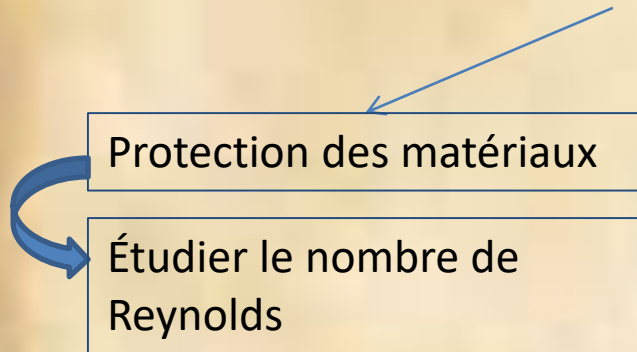 Protection des matériaux
Étudier le nombre de
Reynolds